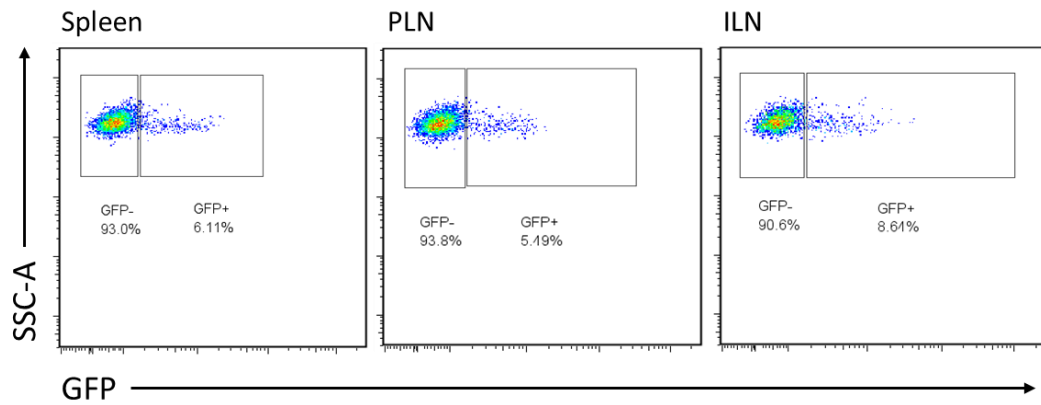 Spleen
PLN
ILN
GFP- GFP+
93.0% 6.11%
GFP- GFP+
93.8% 5.49%
GFP- GFP+
90.6% 8.64%
SSC-A
GFP